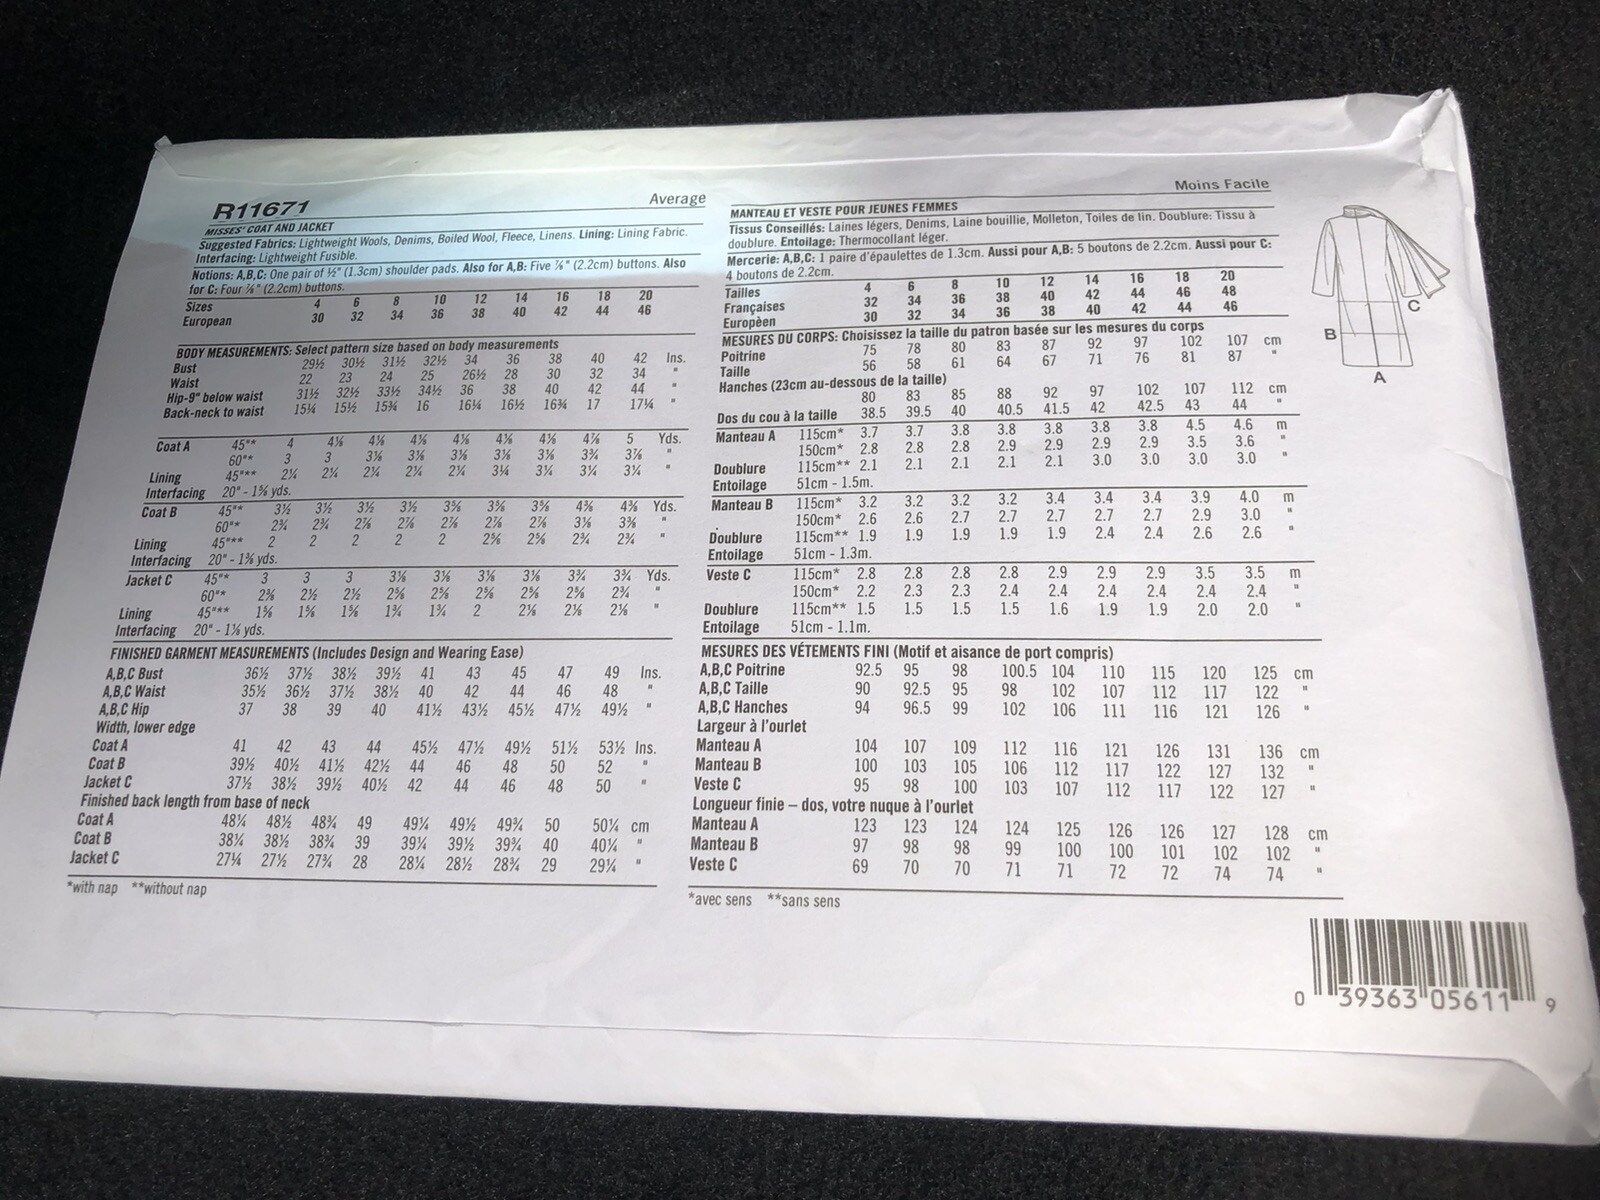 R11671
Average
MISSES' COAT AND JACKET
Suggested Fabrics: Lightweight Wools, Denims, Boiled Wool, Fleece, Linens. Lining: Lining Fabric.
Interfacing: Lightweight Fusible.
Notions: A,B,C: One pair of ½" (1.3cm) shoulder pads. Also for A,B: Five ⅞" (2.2cm) buttons. Also
for C: Four ⅞" (2.2cm) buttons.
Sizes 4 6 8 10 12 14 16 18 20
European 30 32 34 36 38 40 42 44 46
BODY MEASUREMENTS: Select pattern size based on body measurements
Bust 29½ 30½ 31½ 32½ 34 36 38 40 42 Ins.
Waist 22 23 24 25 26½ 28 30 32 34 "
Hip-9" below waist 31½ 32½ 33½ 34½ 36 38 40 42 44 "
Back-neck to waist 15¼ 15½ 15¾ 16 16¼ 16½ 16¾ 17 17¼ "
Coat A 45"* 4 4⅛ 4⅛ 4⅛ 4⅛ 4⅛ 4⅛ 4⅞ 5 Yds.
60"* 3 3 3⅛ 3⅛ 3⅛ 3⅛ 3⅛ 3¾ 3⅞ "
Lining 45"** 2¼ 2¼ 2¼ 2¼ 2¼ 3¼ 3¼ 3¼ 3¼ "
Interfacing 20" - 1⅝ yds.
Coat B 45"* 3½ 3½ 3½ 3½ 3⅝ 3⅝ 3⅝ 4⅜ 4⅜ Yds.
60"* 2¾ 2¾ 2⅞ 2⅞ 2⅞ 2⅞ 2⅞ 3⅛ 3⅜ "
Lining 45"** 2 2 2 2 2 2⅝ 2⅝ 2¾ 2¾ "
Interfacing 20" - 1⅜ yds.
Jacket C 45"* 3 3 3 3⅛ 3⅛ 3⅛ 3⅛ 3¾ 3¾ Yds.
60"* 2⅜ 2½ 2½ 2⅝ 2⅝ 2⅝ 2⅝ 2⅝ 2¾ "
Lining 45"** 1⅝ 1⅝ 1⅝ 1¾ 1¾ 2 2⅛ 2⅛ 2⅛ "
Interfacing 20" - 1⅛ yds.
FINISHED GARMENT MEASUREMENTS (Includes Design and Wearing Ease)
A,B,C Bust 36½ 37½ 38½ 39½ 41 43 45 47 49 Ins.
A,B,C Waist 35½ 36½ 37½ 38½ 40 42 44 46 48 "
A,B,C Hip 37 38 39 40 41½ 43½ 45½ 47½ 49½ "
Width, lower edge
Coat A 41 42 43 44 45½ 47½ 49½ 51½ 53½ Ins.
Coat B 39½ 40½ 41½ 42½ 44 46 48 50 52 "
Jacket C 37½ 38½ 39½ 40½ 42 44 46 48 50 "
Finished back length from base of neck
Coat A 48¼ 48½ 48¾ 49 49¼ 49½ 49¾ 50 50¼ cm
Coat B 38¼ 38½ 38¾ 39 39¼ 39½ 39¾ 40 40¼ "
Jacket C 27¼ 27½ 27¾ 28 28¼ 28½ 28¾ 29 29¼ "
*with nap **without nap
Moins Facile
MANTEAU ET VESTE POUR JEUNES FEMMES
Tissus Conseillés: Laines légers, Denims, Laine bouillie, Molleton, Toiles de lin. Doublure: Tissu à
doublure. Entoilage: Thermocollant léger.
Mercerie: A,B,C: 1 paire d'épaulettes de 1.3cm. Aussi pour A,B: 5 boutons de 2.2cm. Aussi pour C:
4 boutons de 2.2cm.
Tailles 4 6 8 10 12 14 16 18 20
Françaises 32 34 36 38 40 42 44 46 48
Europèen 30 32 34 36 38 40 42 44 46
MESURES DU CORPS: Choisissez la taille du patron basée sur les mesures du corps
Poitrine 75 78 80 83 87 92 97 102 107 cm
Taille 56 58 61 64 67 71 76 81 87 "
Hanches (23cm au-dessous de la taille)
80 83 85 88 92 97 102 107 112 cm
Dos du cou à la taille 38.5 39.5 40 40.5 41.5 42 42.5 43 44 "
Manteau A 115cm* 3.7 3.7 3.8 3.8 3.8 3.8 3.8 4.5 4.6 m
150cm* 2.8 2.8 2.8 2.9 2.9 2.9 2.9 3.5 3.6 "
Doublure 115cm** 2.1 2.1 2.1 2.1 2.1 3.0 3.0 3.0 3.0 "
Entoilage 51cm - 1.5m.
Manteau B 115cm* 3.2 3.2 3.2 3.2 3.4 3.4 3.4 3.9 4.0 m
150cm* 2.6 2.6 2.7 2.7 2.7 2.7 2.7 2.9 3.0 "
Doublure 115cm** 1.9 1.9 1.9 1.9 1.9 2.4 2.4 2.6 2.6 "
Entoilage 51cm - 1.3m.
Veste C 115cm* 2.8 2.8 2.8 2.8 2.9 2.9 2.9 3.5 3.5 m
150cm* 2.2 2.3 2.3 2.4 2.4 2.4 2.4 2.4 2.4 "
Doublure 115cm** 1.5 1.5 1.5 1.5 1.6 1.9 1.9 2.0 2.0 "
Entoilage 51cm - 1.1m.
MESURES DES VÉTEMENTS FINI (Motif et aisance de port compris)
A,B,C Poitrine 92.5 95 98 100.5 104 110 115 120 125 cm
A,B,C Taille 90 92.5 95 98 102 107 112 117 122 "
A,B,C Hanches 94 96.5 99 102 106 111 116 121 126 "
Largeur à l'ourlet
Manteau A 104 107 109 112 116 121 126 131 136 cm
Manteau B 100 103 105 106 112 117 122 127 132 "
Veste C 95 98 100 103 107 112 117 122 127 "
Longueur finie – dos, votre nuque à l'ourlet
Manteau A 123 123 124 124 125 126 126 127 128 cm
Manteau B 97 98 98 99 100 100 101 102 102 "
Veste C 69 70 70 71 71 72 72 74 74 "
*avec sens **sans sens
B
C
A
0 39363 05611 9